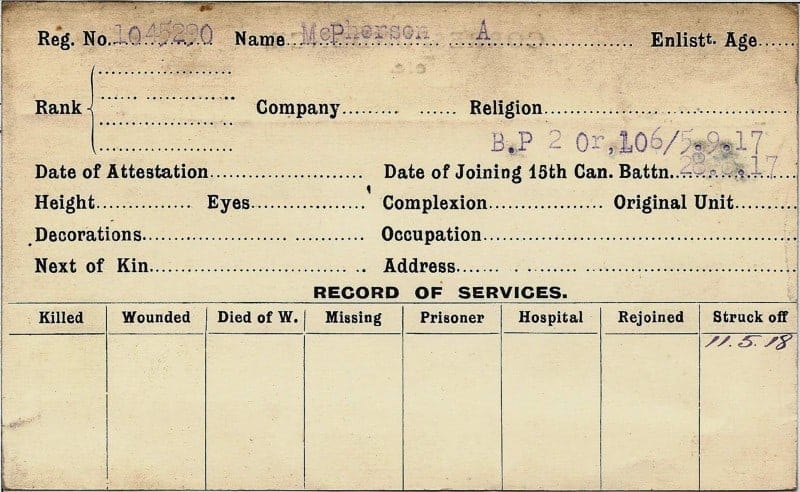 Reg. No. 1045290 Name McPherson A Enlistt. Age
Rank Company Religion
B.P 2 Or, 106/5.9.17
Date of Attestation Date of Joining 15th Can. Battn.
Height Eyes Complexion Original Unit
Decorations Occupation
Next of Kin Address
RECORD OF SERVICES.
Killed Wounded Died of W. Missing Prisoner Hospital Rejoined Struck off
11.5.18